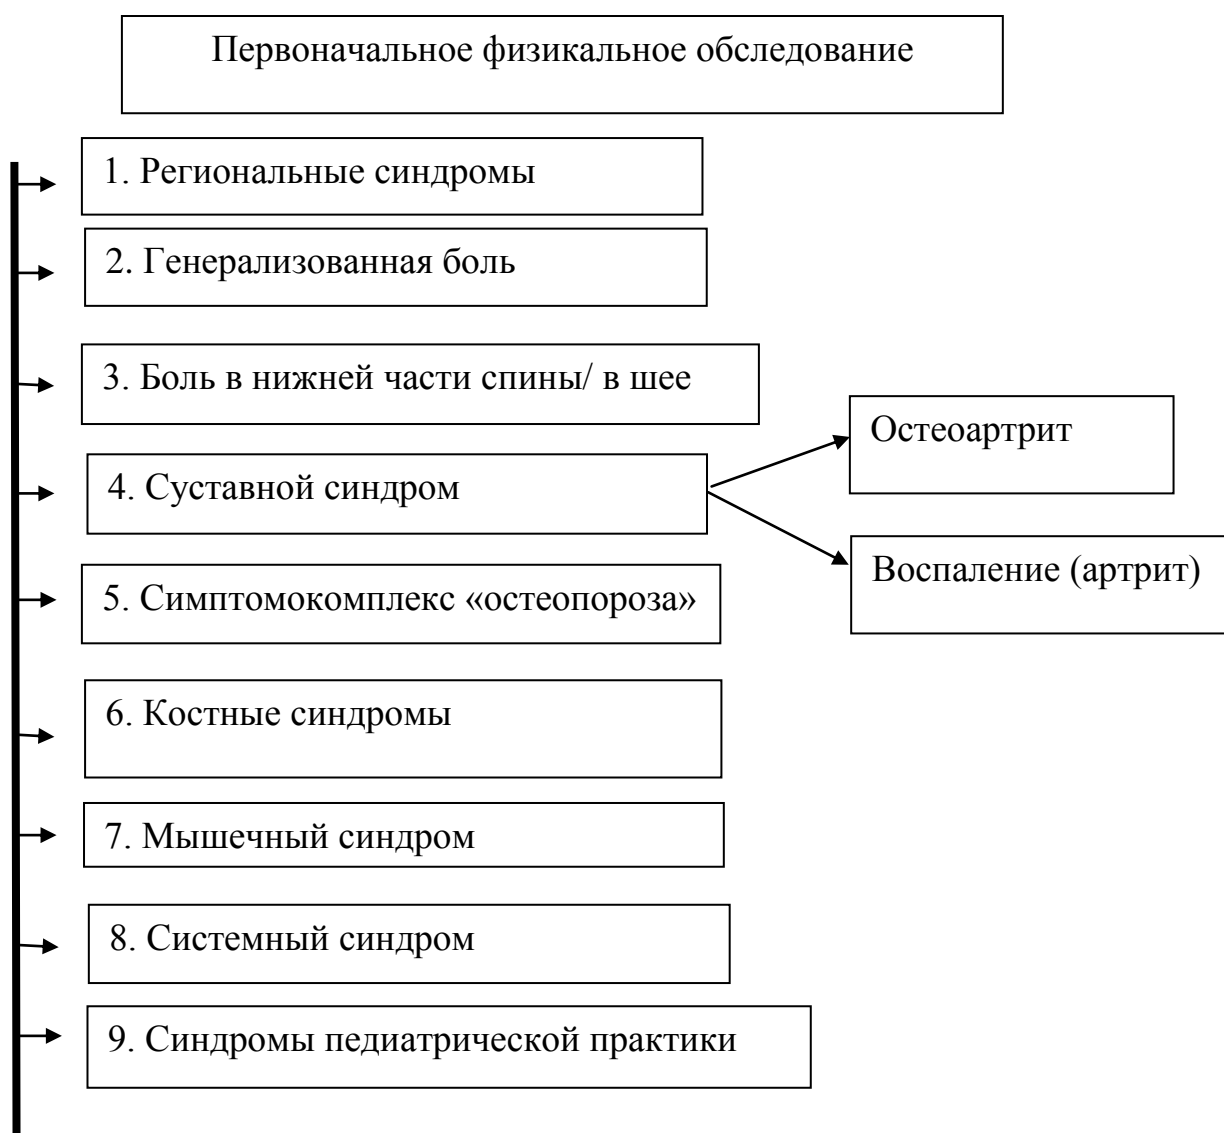 Первоначальное физикальное обследование
1. Региональные синдромы
2. Генерализованная боль
3. Боль в нижней части спины/ в шее
4. Суставной синдром
Остеоартрит
Воспаление (артрит)
5. Симптомокомплекс «остеопороза»
6. Костные синдромы
7. Мышечный синдром
8. Системный синдром
9. Синдромы педиатрической практики